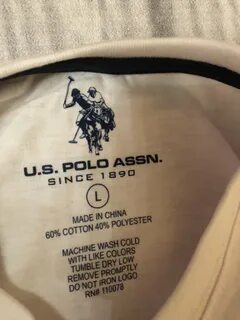 U.S. POLO ASSN.
SINCE 1890
L
MADE IN CHINA
60% COTTON 40% POLYESTER
MACHINE WASH COLD
WITH LIKE COLORS
TUMBLE DRY LOW
REMOVE PROMPTLY
DO NOT IRON LOGO
RN# 110078